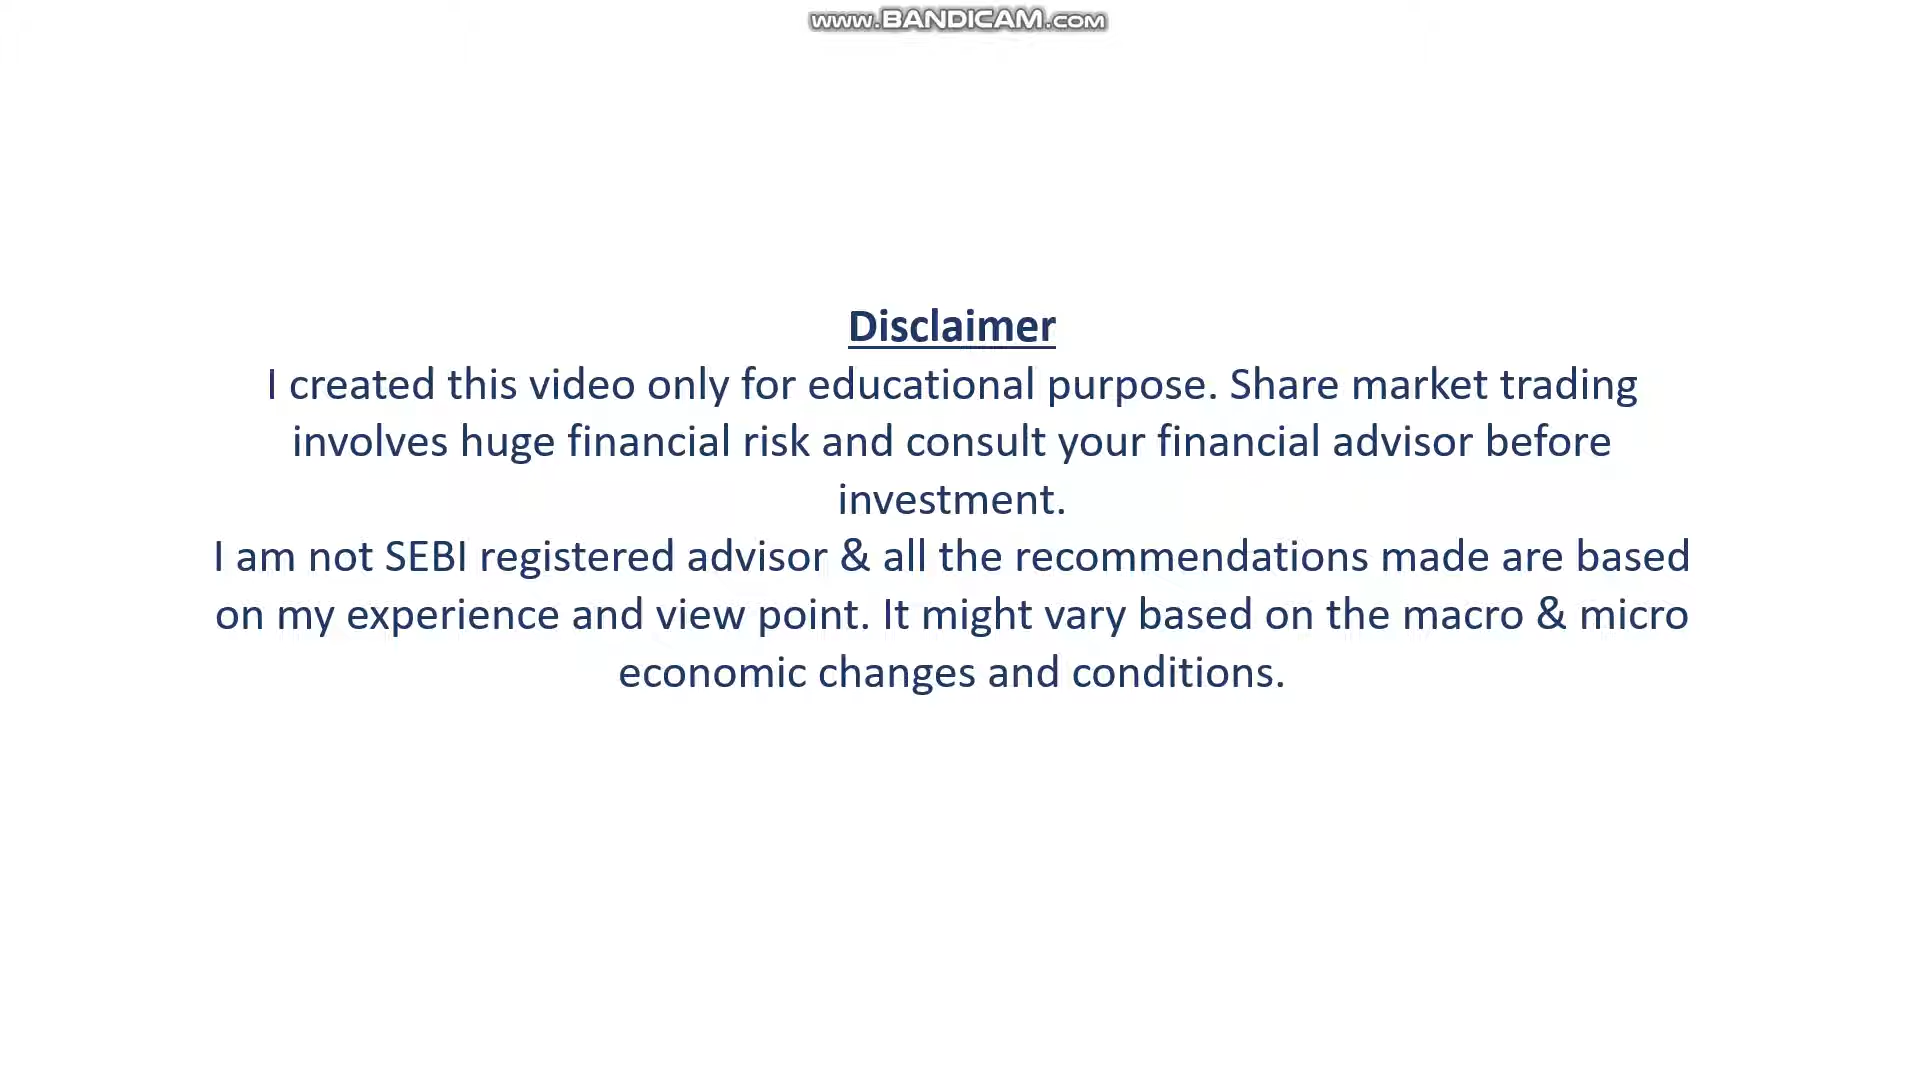 www.BANDICAM.com
Disclaimer
I created this video only for educational purpose. Share market trading
involves huge financial risk and consult your financial advisor before
investment.
I am not SEBI registered advisor & all the recommendations made are based
on my experience and view point. It might vary based on the macro & micro
economic changes and conditions.